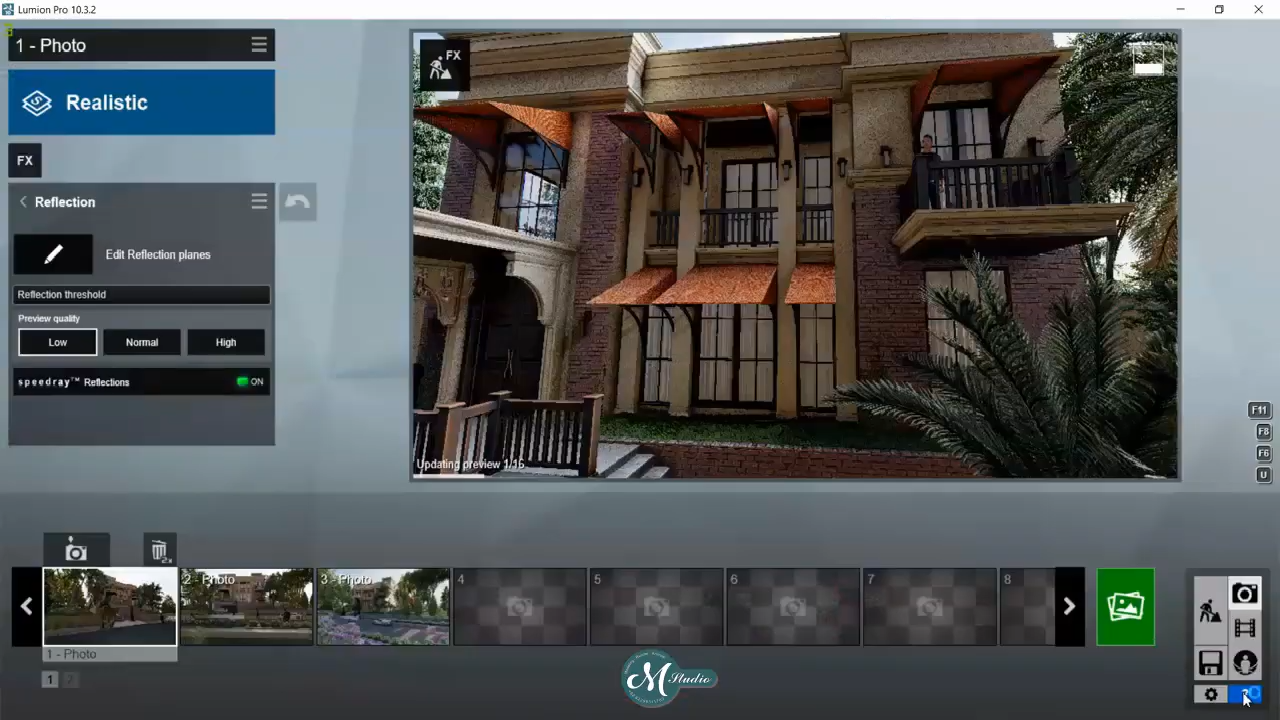 Lumion Pro 10.3.2
1 - Photo
Realistic
FX
FX
Reflection
Edit Reflection planes
Reflection threshold
Preview quality
Low
Normal
High
speedray™ Reflections
ON
Updating preview 1/16
F11
F8
F6
U
2 - Photo
3 - Photo
4
5
6
7
8
1 - Photo
1
2
M Studio